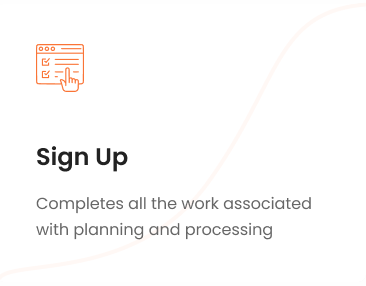 Sign Up
Completes all the work associated
with planning and processing